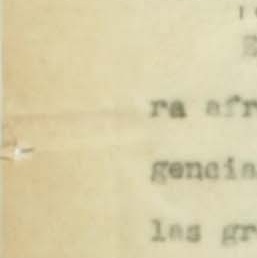 E
ra afr
gencia
las gr